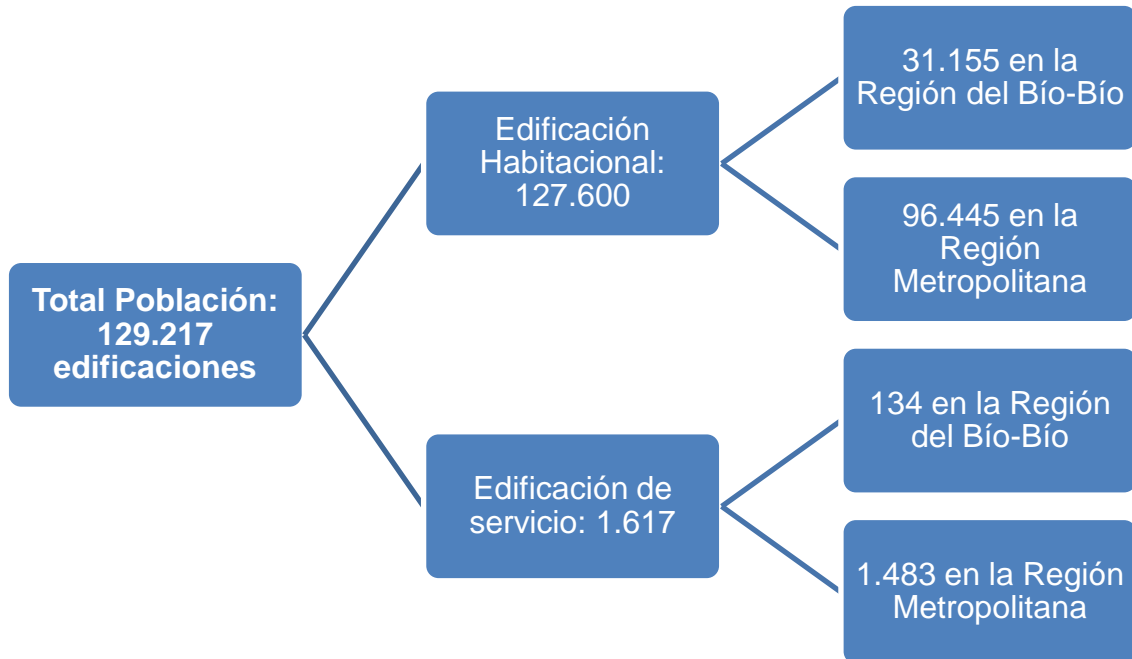 Total Población:
129.217
edificaciones
Edificación
Habitacional:
127.600
31.155 en la
Región del Bío-Bío
96.445 en la
Región
Metropolitana
Edificación de
servicio: 1.617
134 en la Región
del Bío-Bío
1.483 en la Región
Metropolitana